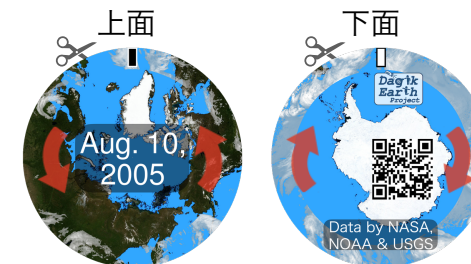 上面
下面
Dagik
Earth
Project
Aug. 10,
2005
Data by NASA,
NOAA & USGS